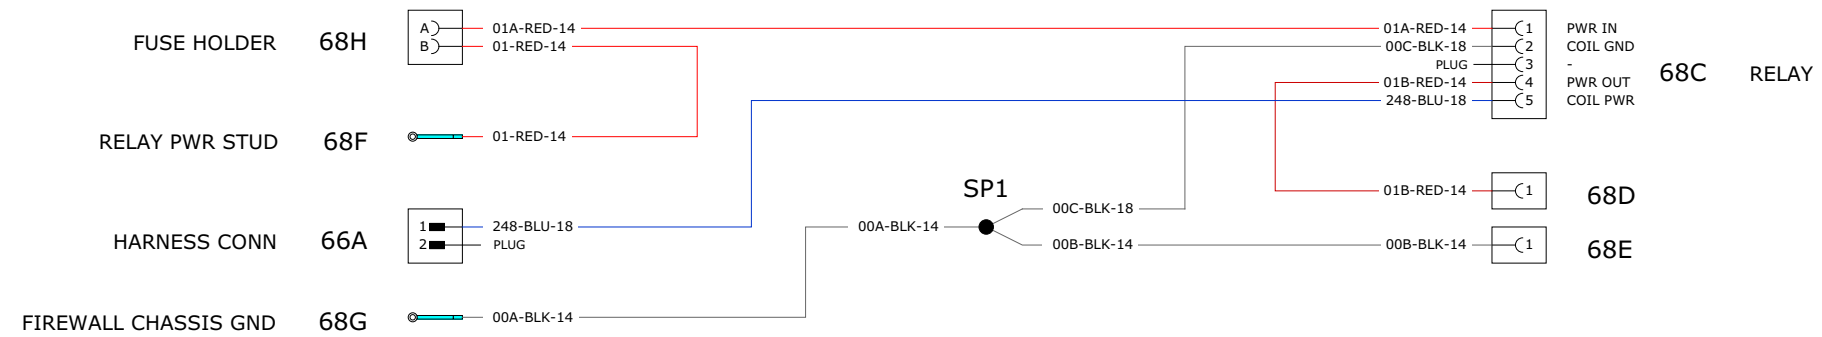 FUSE HOLDER 68H A 01A-RED-14 01A-RED-14 1 PWR IN
B 01-RED-14 00C-BLK-18 2 COIL GND
PLUG 3 -
68C RELAY
01B-RED-14 4 PWR OUT
248-BLU-18 5 COIL PWR
RELAY PWR STUD 68F 01-RED-14
SP1
01B-RED-14 1 68D
00C-BLK-18
HARNESS CONN 66A 1 248-BLU-18 00A-BLK-14
2 PLUG 00B-BLK-14 00B-BLK-14 1 68E
FIREWALL CHASSIS GND 68G 00A-BLK-14